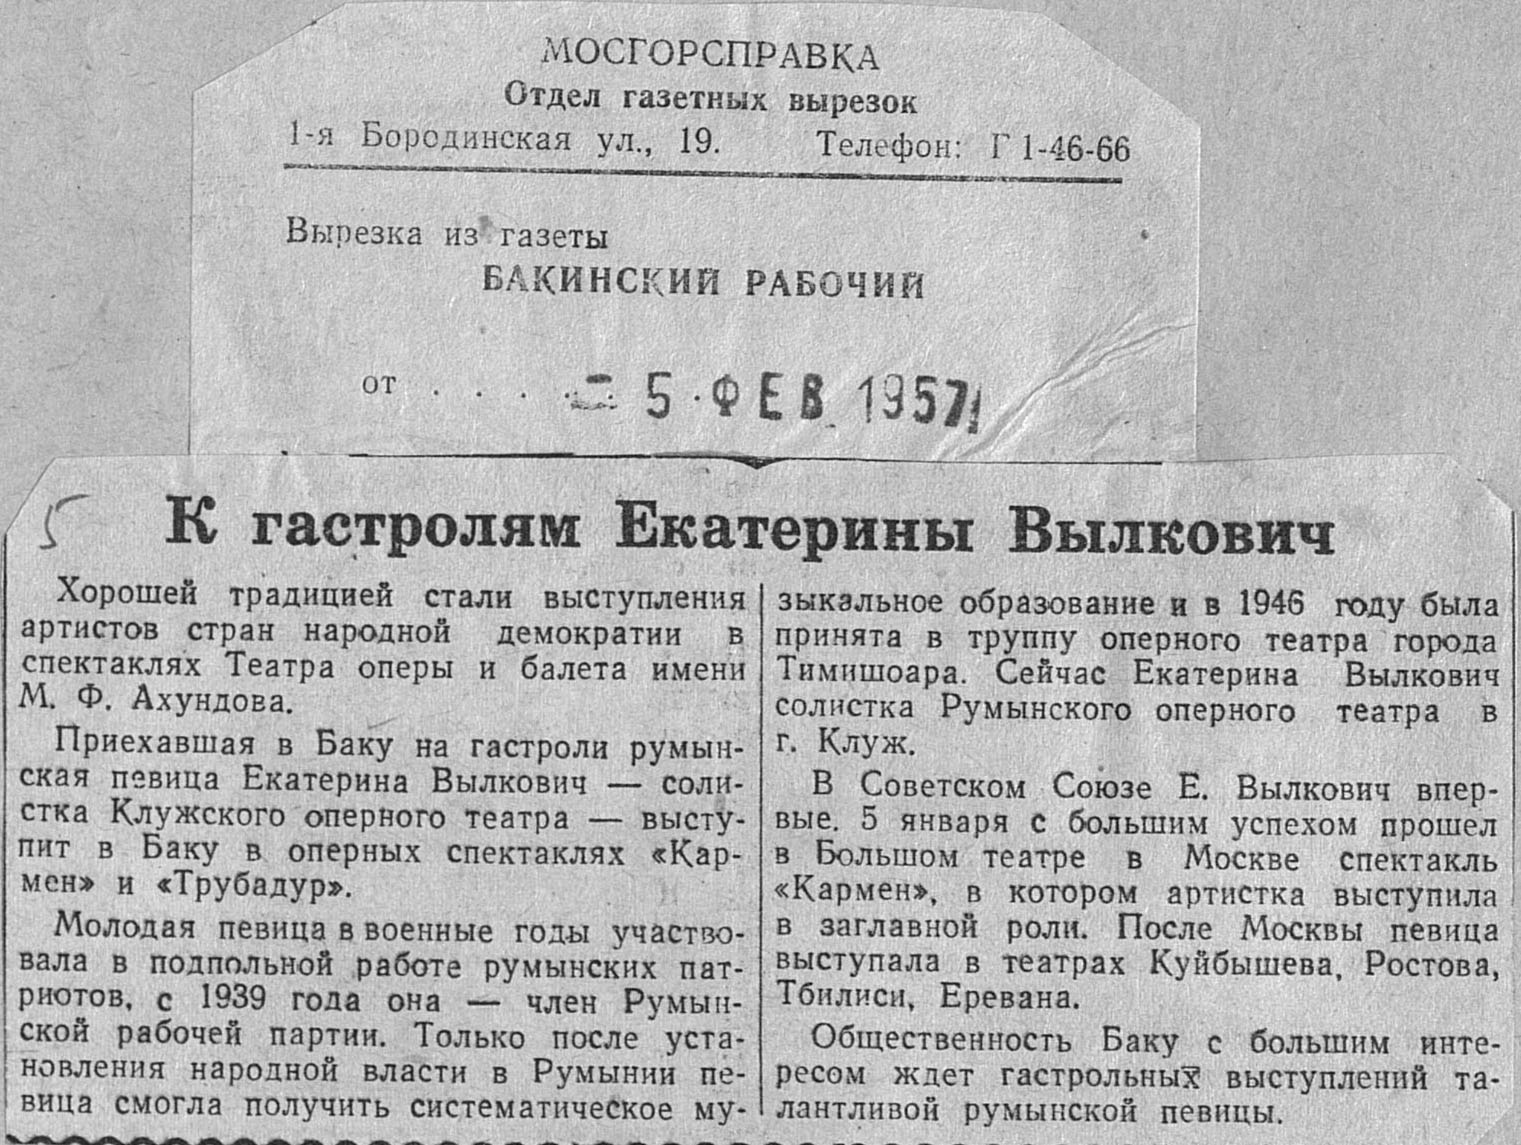 МОСГОРСПРАВКА
Отдел газетных вырезок
1-я Бородинская ул., 19. Телефон: Г 1-46-66
Вырезка из газеты
БАКИНСКИЙ РАБОЧИЙ
от . . . . - 5 · ФЕВ 1957
5
К гастролям Екатерины Вылкович
Хорошей традицией стали выступления
артистов стран народной демократии в
спектаклях Театра оперы и балета имени
М. Ф. Ахундова.
Приехавшая в Баку на гастроли румын-
ская певица Екатерина Вылкович — соли-
стка Клужского оперного театра — высту-
пит в Баку в оперных спектаклях «Кар-
мен» и «Трубадур».
Молодая певица в военные годы участво-
вала в подпольной работе румынских пат-
риотов, с 1939 года она — член Румын-
ской рабочей партии. Только после уста-
новления народной власти в Румынии пе-
вица смогла получить систематическое му-
зыкальное образование и в 1946 году была
принята в труппу оперного театра города
Тимишоара. Сейчас Екатерина Вылкович
солистка Румынского оперного театра в
г. Клуж.
В Советском Союзе Е. Вылкович впер-
вые. 5 января с большим успехом прошел
в Большом театре в Москве спектакль
«Кармен», в котором артистка выступила
в заглавной роли. После Москвы певица
выступала в театрах Куйбышева, Ростова,
Тбилиси, Еревана.
Общественность Баку с большим инте-
ресом ждет гастрольных выступлений та-
лантливой румынской певицы.